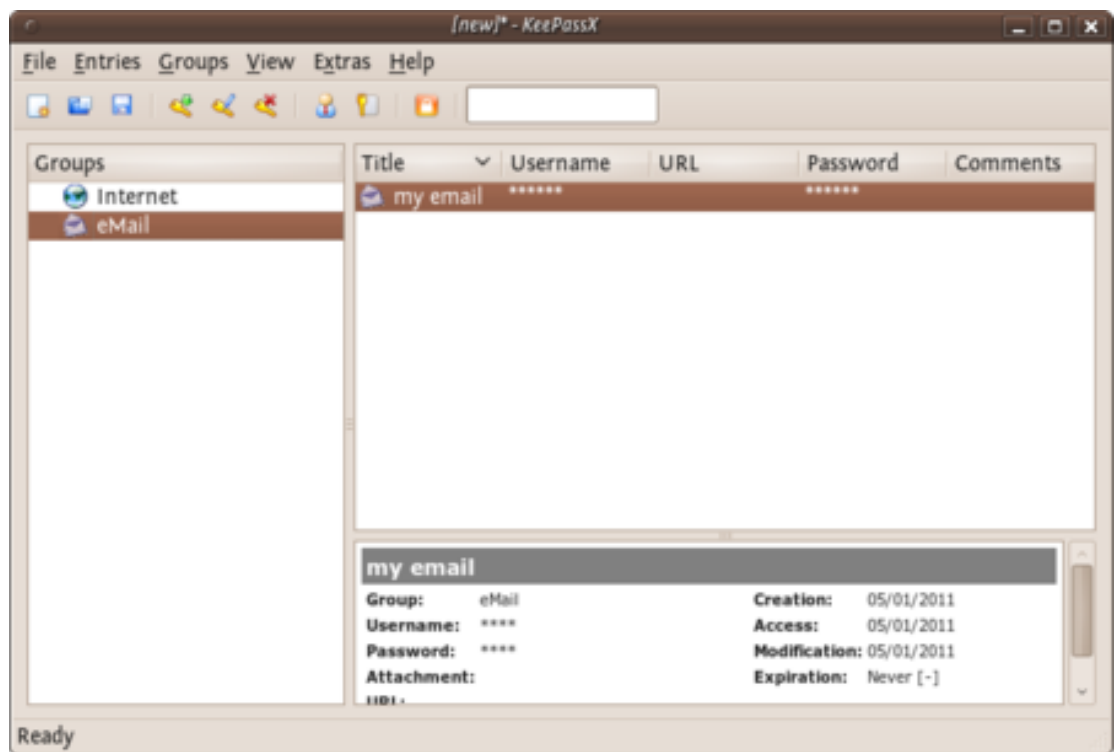 [new]* - KeePassX
File Entries Groups View Extras Help
Groups
Internet
eMail
Title Username URL Password Comments
my email ****** ******
my email
Group: eMail Creation: 05/01/2011
Username: **** Access: 05/01/2011
Password: **** Modification: 05/01/2011
Attachment: Expiration: Never [-]
URL:
Ready